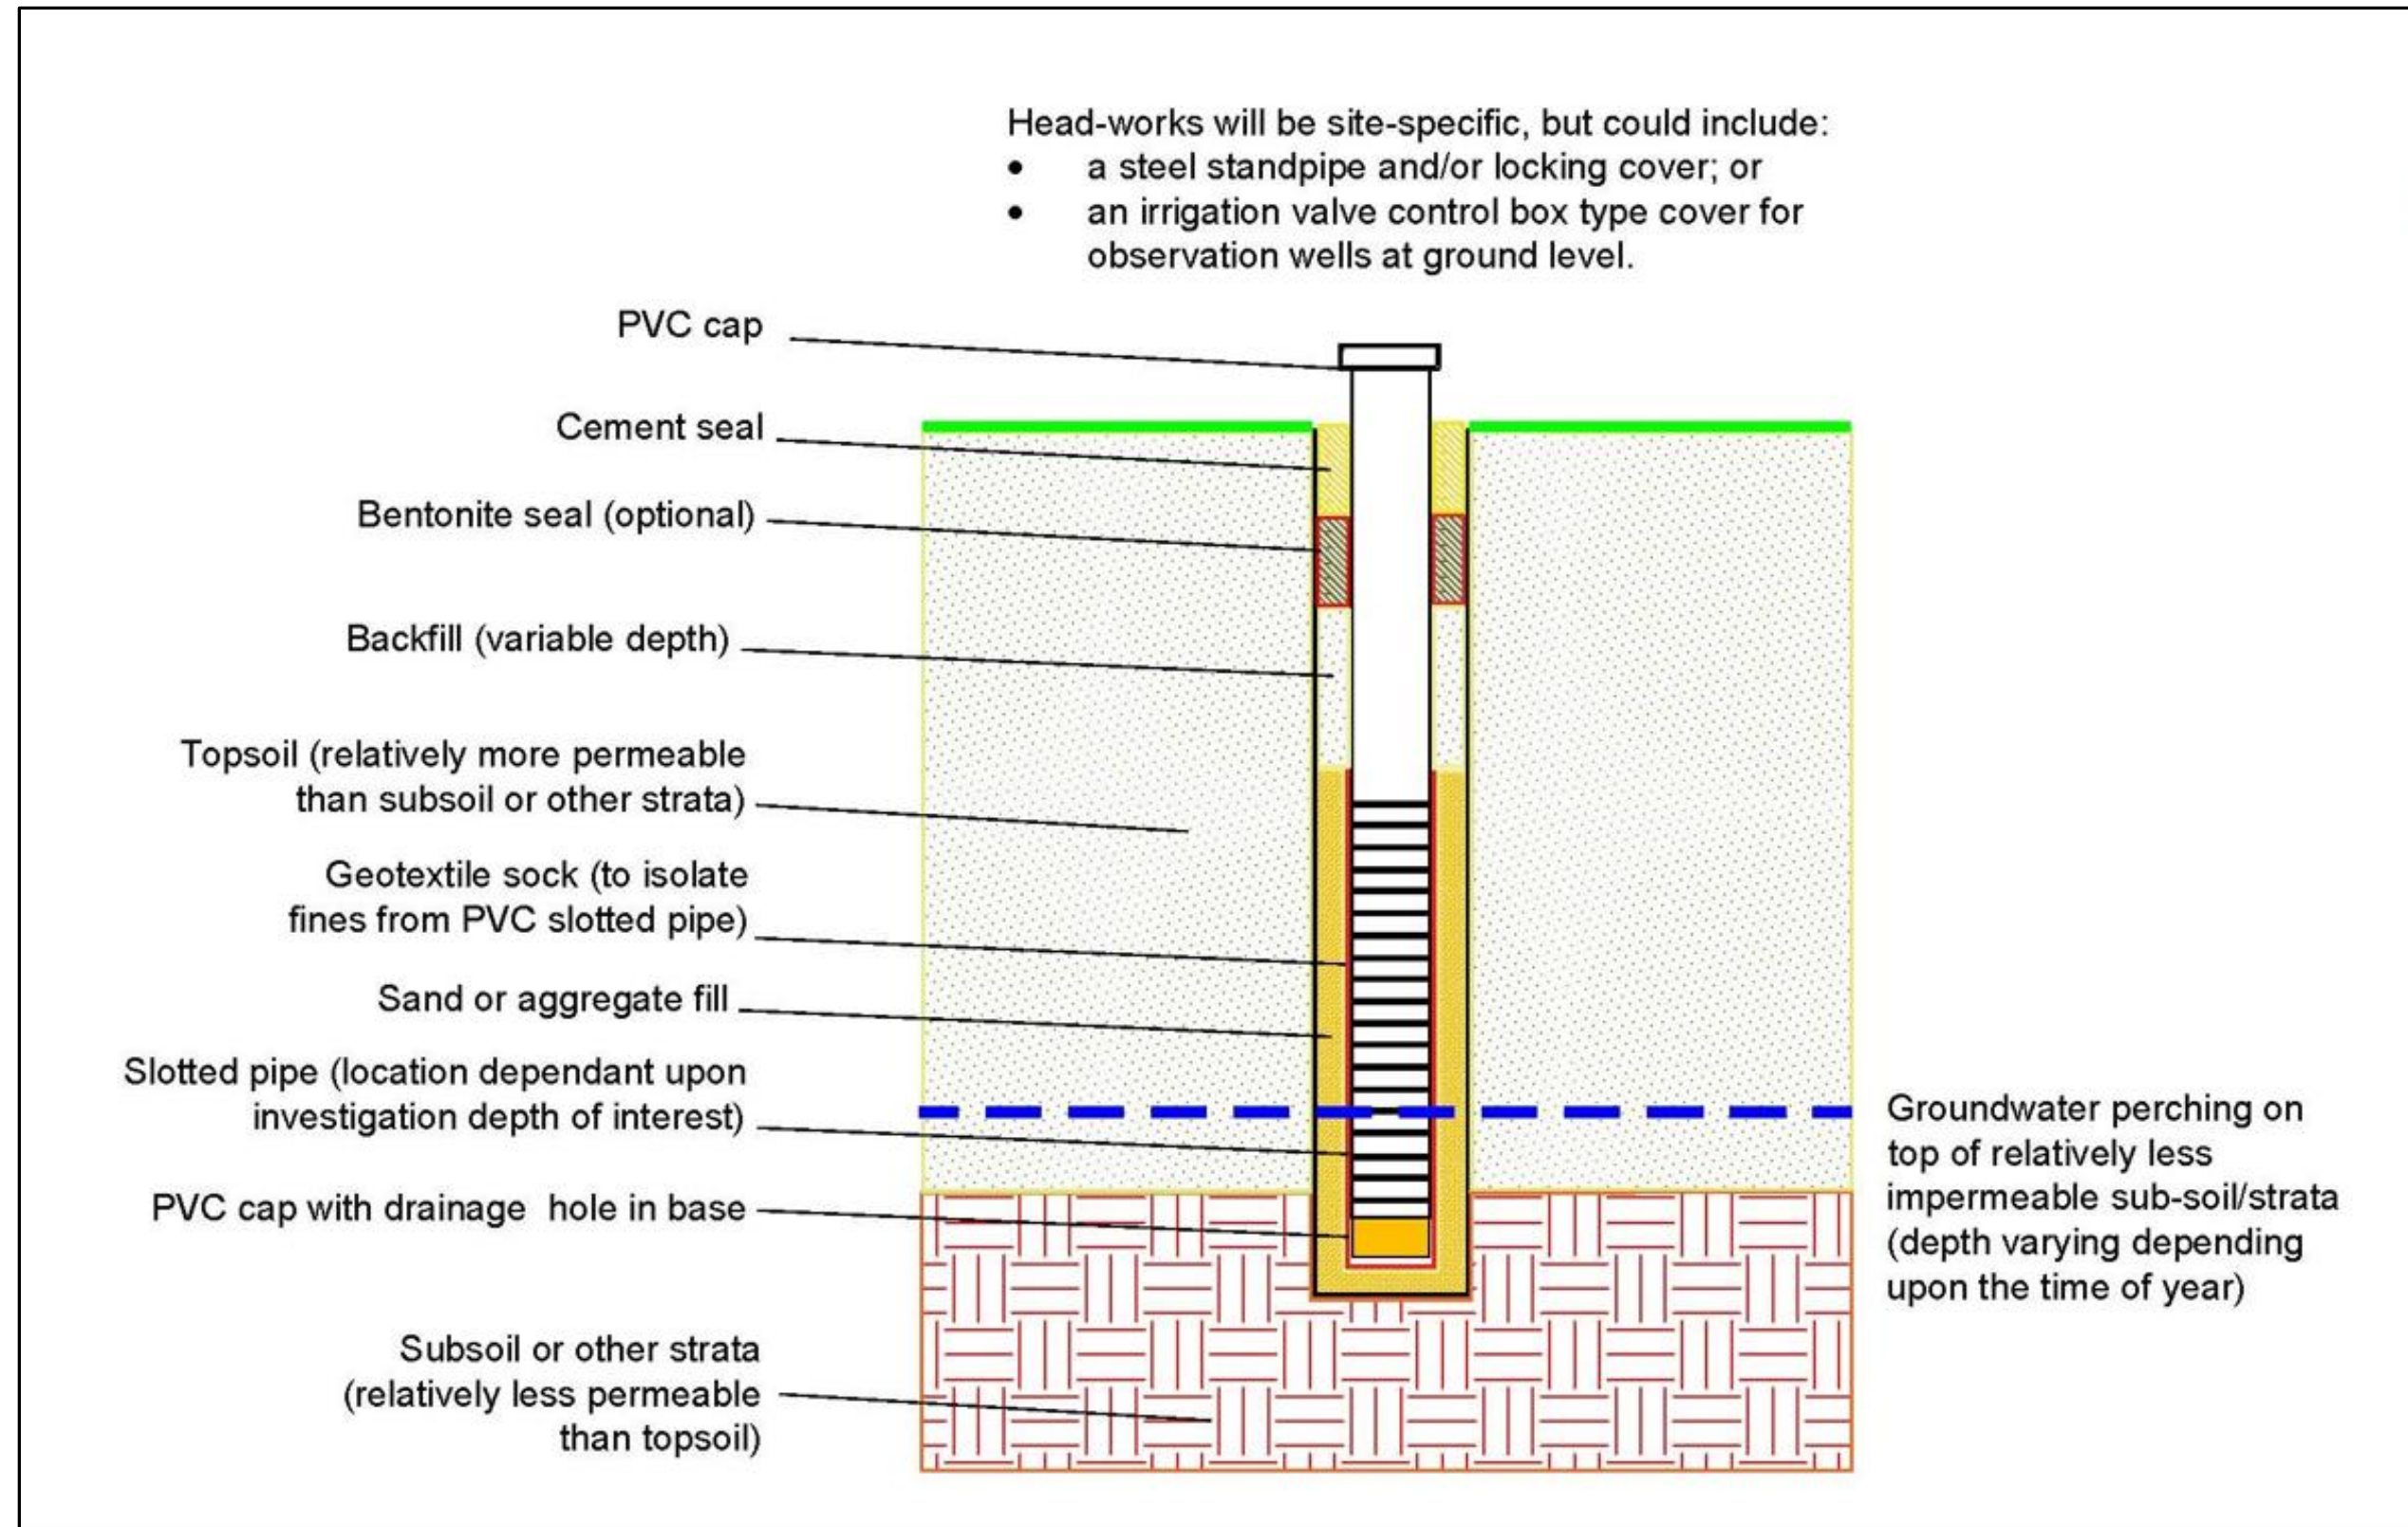 Head-works will be site-specific, but could include:
• a steel standpipe and/or locking cover; or
• an irrigation valve control box type cover for
observation wells at ground level.
PVC cap
Cement seal
Bentonite seal (optional)
Backfill (variable depth)
Topsoil (relatively more permeable
than subsoil or other strata)
Geotextile sock (to isolate
fines from PVC slotted pipe)
Sand or aggregate fill
Slotted pipe (location dependant upon
investigation depth of interest)
PVC cap with drainage hole in base
Subsoil or other strata
(relatively less permeable
than topsoil)
Groundwater perching on
top of relatively less
impermeable sub-soil/strata
(depth varying depending
upon the time of year)